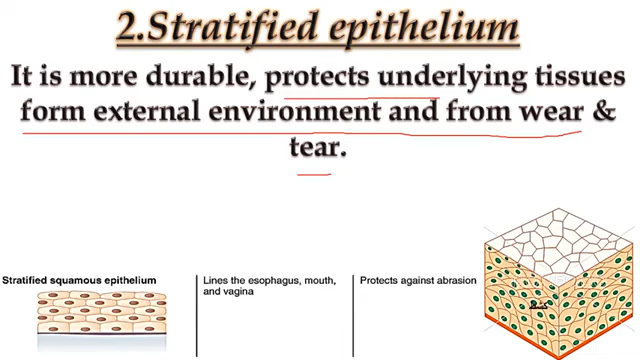 2.Stratified epithelium
It is more durable, protects underlying tissues
form external environment and from wear &
tear.
Stratified squamous epithelium
Lines the esophagus, mouth,
and vagina
Protects against abrasion